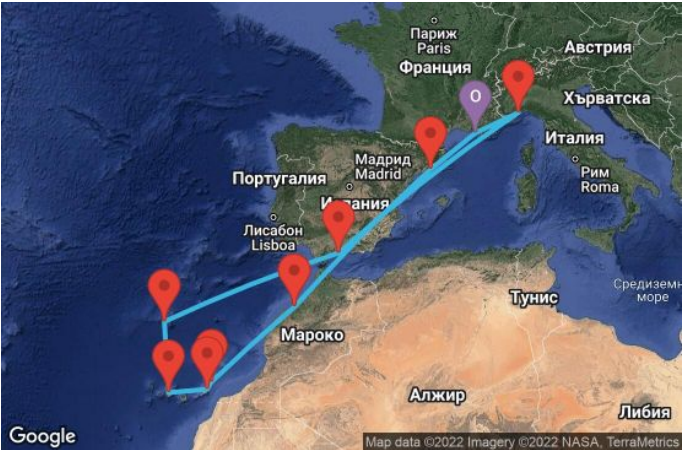 Париж
Paris
Франция
Австрия
O
Хърватска
Италия
Мадрид
Madrid
Рим
Roma
Португалия
Испания
Лисабон
Lisboa
Средиземн
море
Тунис
Мароко
Алжир
Либия
Google
Map data ©2022 Imagery ©2022 NASA, TerraMetrics